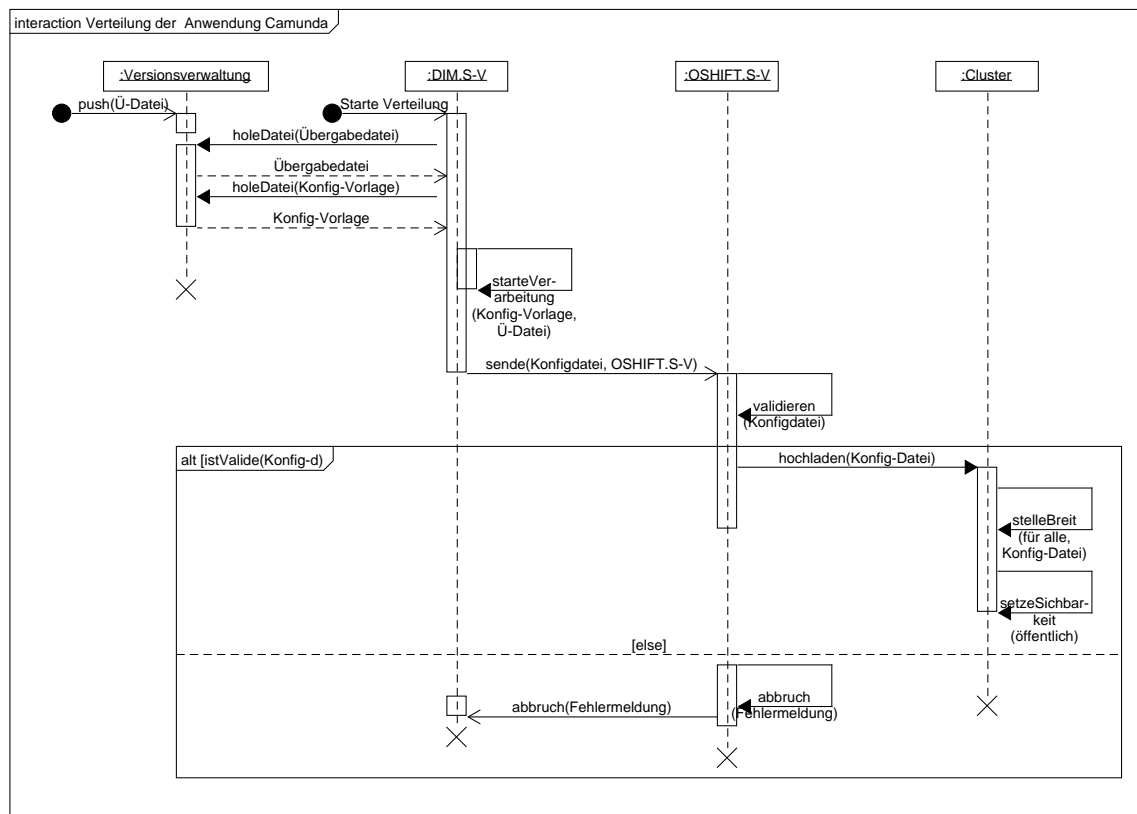 interaction Verteilung der  Anwendung Camunda
:Versionsverwaltung
:DIM.S-V
:OSHIFT.S-V
:Cluster
push(Ü-Datei)
Starte Verteilung
holeDatei(Übergabedatei)
Übergabedatei
holeDatei(Konfig-Vorlage)
Konfig-Vorlage
starteVer-
arbeitung
(Konfig-Vorlage,
Ü-Datei)
sende(Konfigdatei, OSHIFT.S-V)
validieren
(Konfigdatei)
alt [istValide(Konfig-d)
hochladen(Konfig-Datei)
stelleBreit
(für alle,
Konfig-Datei)
setzeSichbar-
keit
(öffentlich)
[else]
abbruch
(Fehlermeldung)
abbruch(Fehlermeldung)